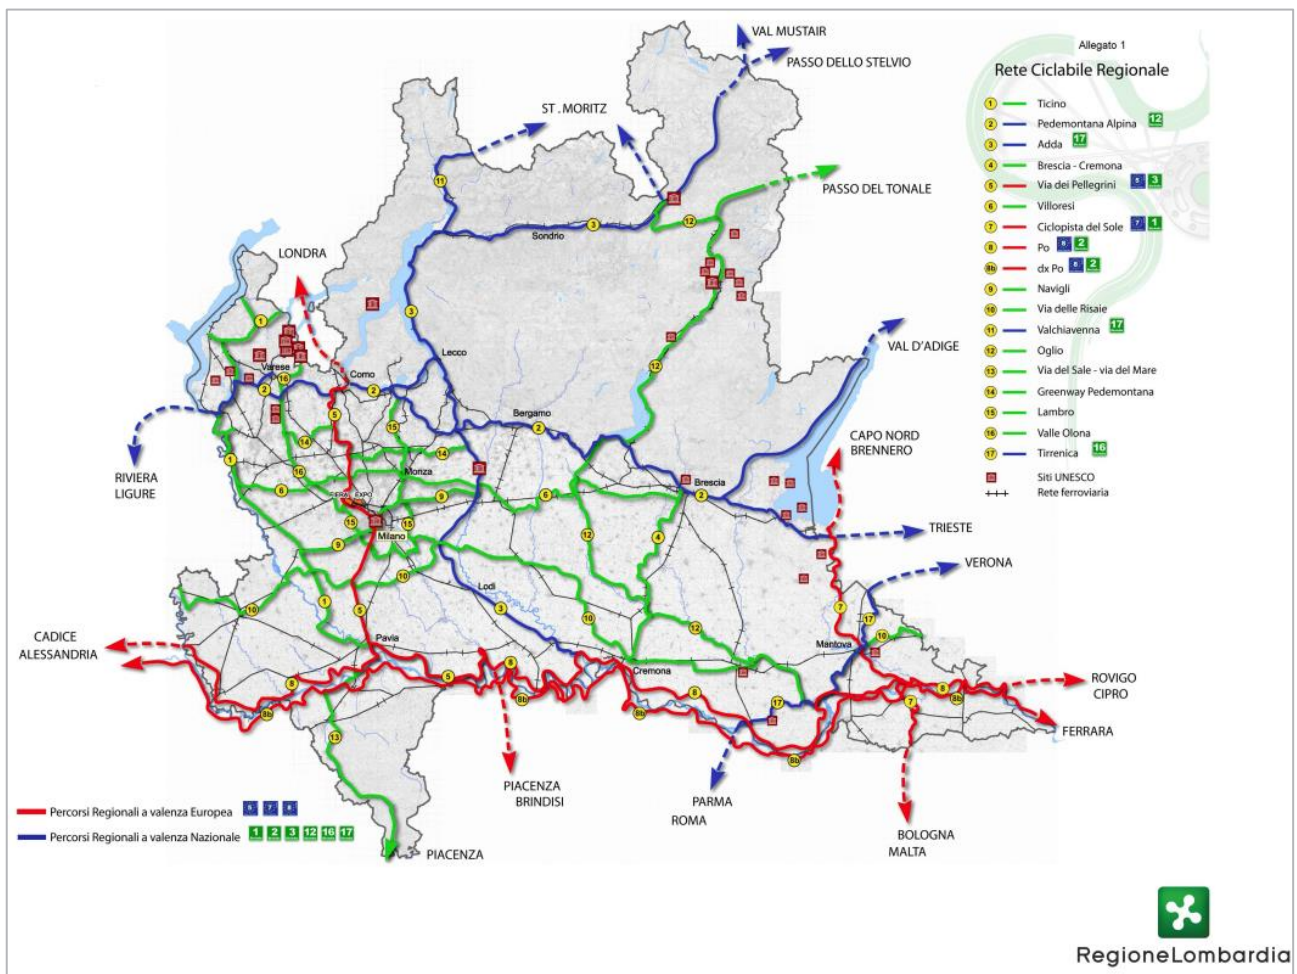 VAL MUSTAIR
PASSO DELLO STELVIO
ST . MORITZ
PASSO DEL TONALE
LONDRA
VAL D'ADIGE
CAPO NORD
BRENNERO
RIVIERA
LIGURE
TRIESTE
VERONA
CADICE
ALESSANDRIA
ROVIGO
CIPRO
FERRARA
PIACENZA
BRINDISI
PARMA
ROMA
BOLOGNA
MALTA
PIACENZA
Sondrio
Lecco
Como
Varese
Bergamo
Monza
Brescia
FIERA EXPO
Milano
Lodi
Pavia
Cremona
Mantova
Allegato 1
Rete Ciclabile Regionale
1 Ticino
2 Pedemontana Alpina 12
3 Adda 17
4 Brescia - Cremona
5 Via dei Pellegrini 5 3
6 Villoresi
7 Ciclopista del Sole 7 1
8 Po 8 2
8b dx Po 8 2
9 Navigli
10 Via delle Risaie
11 Valchiavenna 17
12 Oglio
13 Via del Sale - via del Mare
14 Greenway Pedemontana
15 Lambro
16 Valle Olona
17 Tirrenica 16
Siti UNESCO
Rete ferroviaria
Percorsi Regionali a valenza Europea 5 7 8
Percorsi Regionali a valenza Nazionale 1 2 3 12 16 17
RegioneLombardia